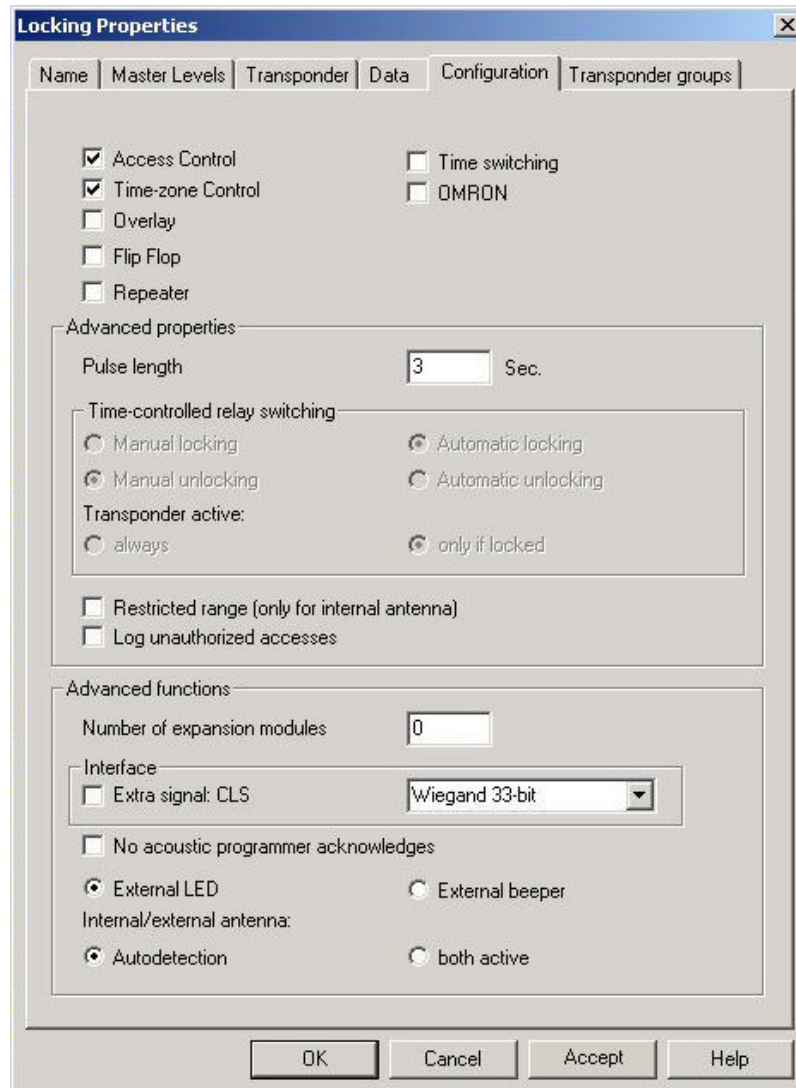 Locking Properties
Name Master Levels Transponder Data Configuration Transponder groups
Access Control Time switching
Time-zone Control OMRON
Overlay
Flip Flop
Repeater
Advanced properties
Pulse length 3 Sec.
Time-controlled relay switching
Manual locking Automatic locking
Manual unlocking Automatic unlocking
Transponder active:
always only if locked
Restricted range (only for internal antenna)
Log unauthorized accesses
Advanced functions
Number of expansion modules 0
Interface
Extra signal: CLS Wiegand 33-bit
No acoustic programmer acknowledges
External LED External beeper
Internal/external antenna:
Autodetection both active
OK Cancel Accept Help